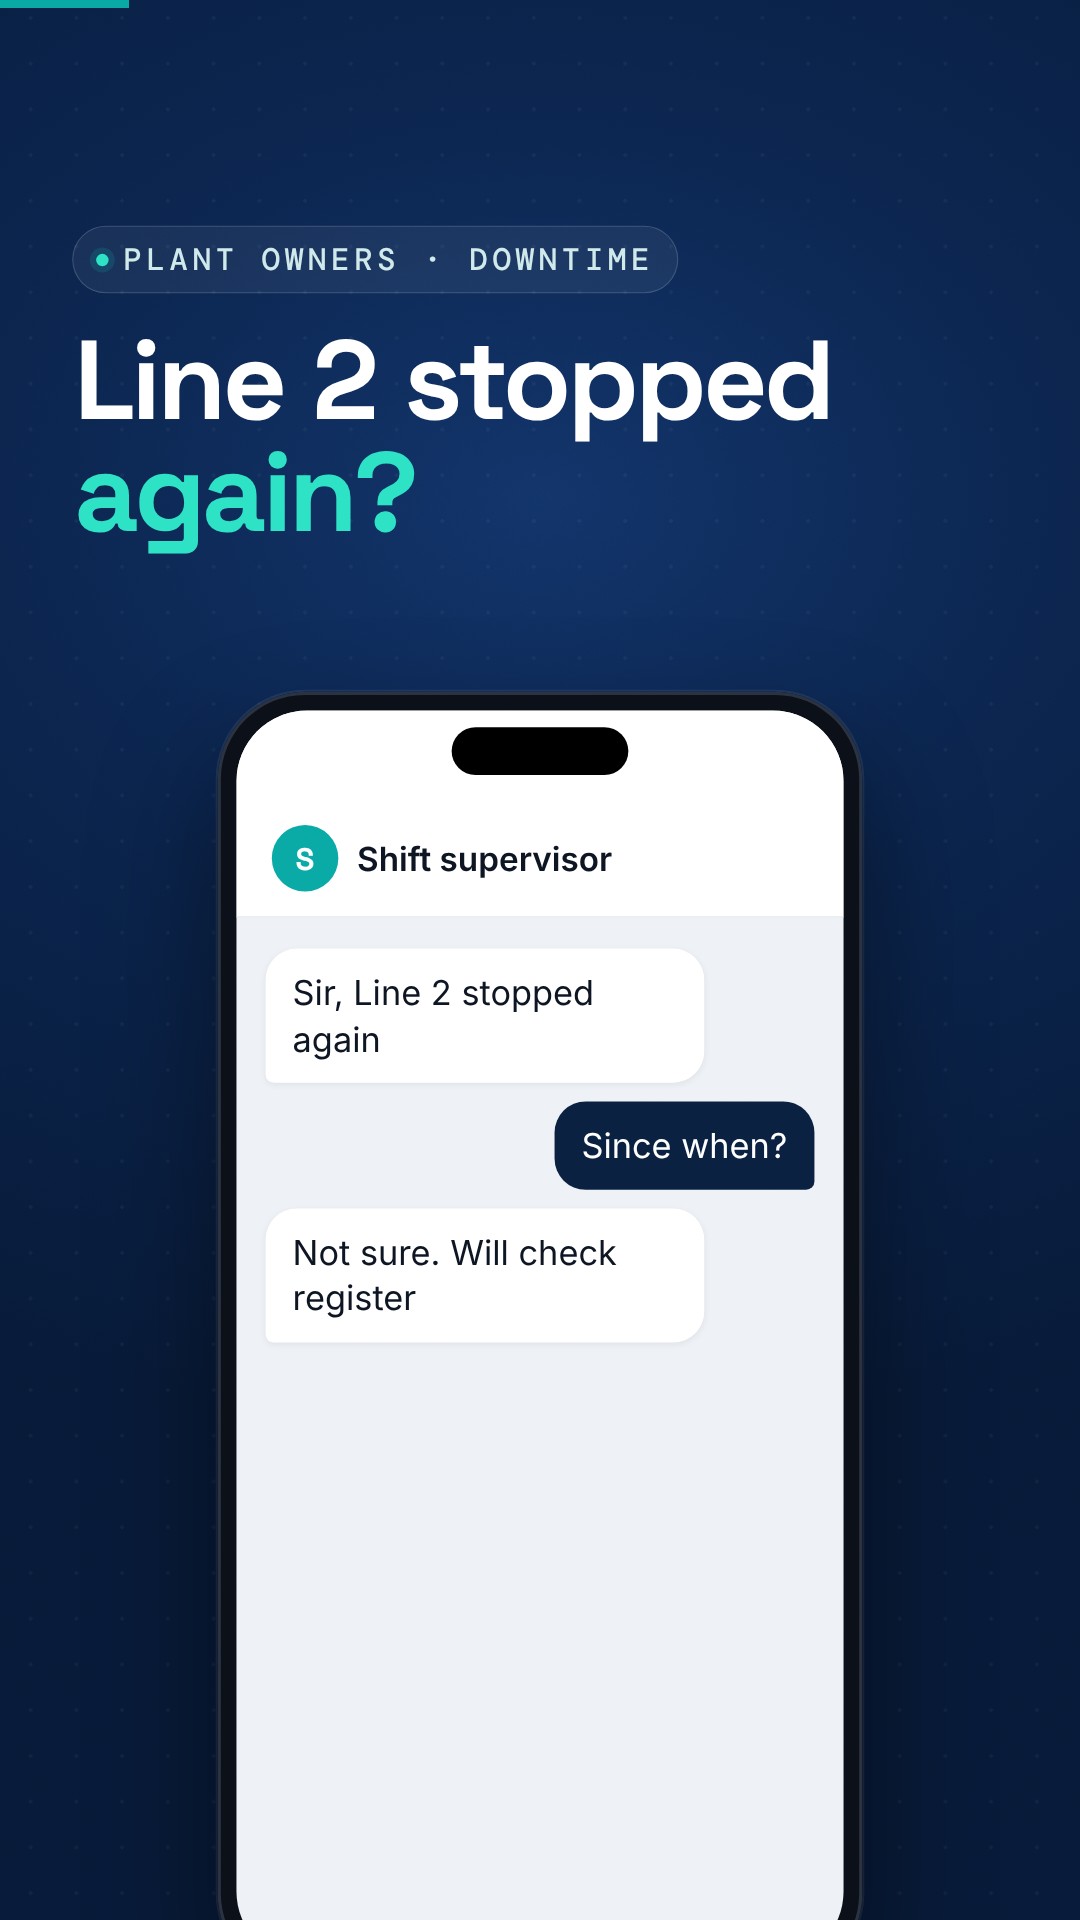 PLANT OWNERS · DOWNTIME
Line 2 stopped
again?
S
Shift supervisor
Sir, Line 2 stopped
again
Since when?
Not sure. Will check
register